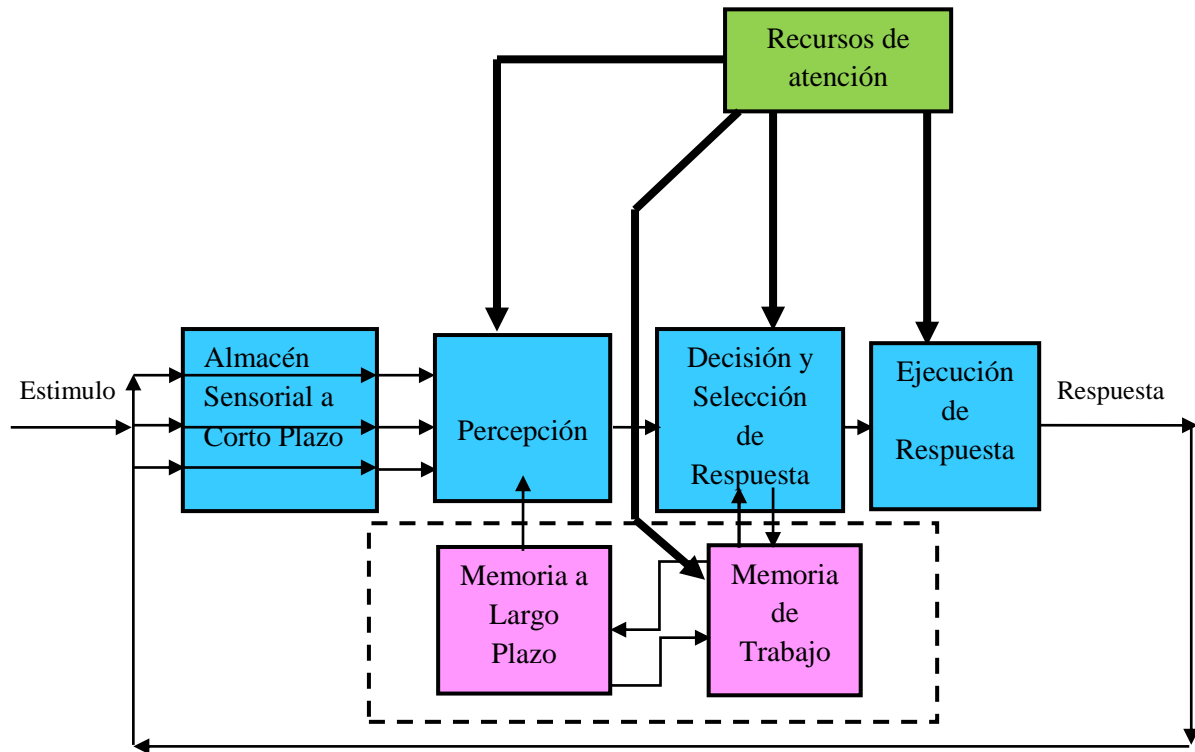 Recursos de
atención
Estimulo
Almacén
Sensorial a
Corto Plazo
Percepción
Decisión y
Selección
de
Respuesta
Ejecución
de
Respuesta
Respuesta
Memoria a
Largo
Plazo
Memoria
de
Trabajo